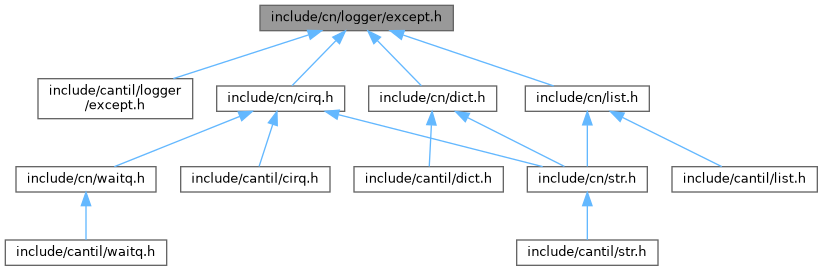 include/cn/logger/except.h
include/cantil/logger
/except.h
include/cn/cirq.h
include/cn/dict.h
include/cn/list.h
include/cn/waitq.h
include/cantil/cirq.h
include/cantil/dict.h
include/cn/str.h
include/cantil/list.h
include/cantil/waitq.h
include/cantil/str.h